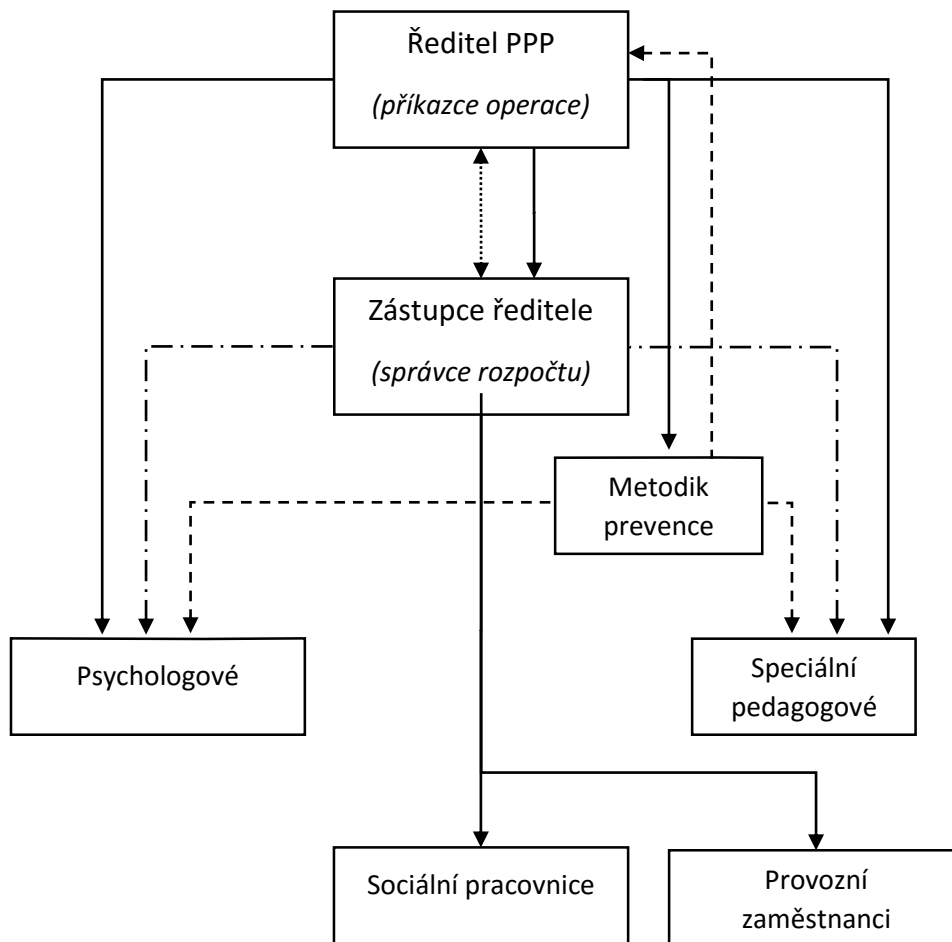 Ředitel PPP
(příkazce operace)
Zástupce ředitele
(správce rozpočtu)
Metodik
prevence
Psychologové
Speciální
pedagogové
Sociální pracovnice
Provozní
zaměstnanci